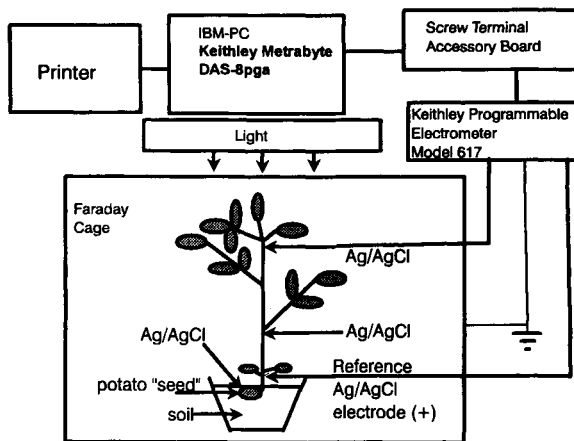 Printer
IBM-PC
Keithley Metrabyte
DAS-8pga
Screw Terminal
Accessory Board
Keithley Programmable
Electrometer
Model 617
Light
Faraday
Cage
Ag/AgCl
Ag/AgCl
Ag/AgCl
potato "seed"
soil
Reference
Ag/AgCl
electrode (+)